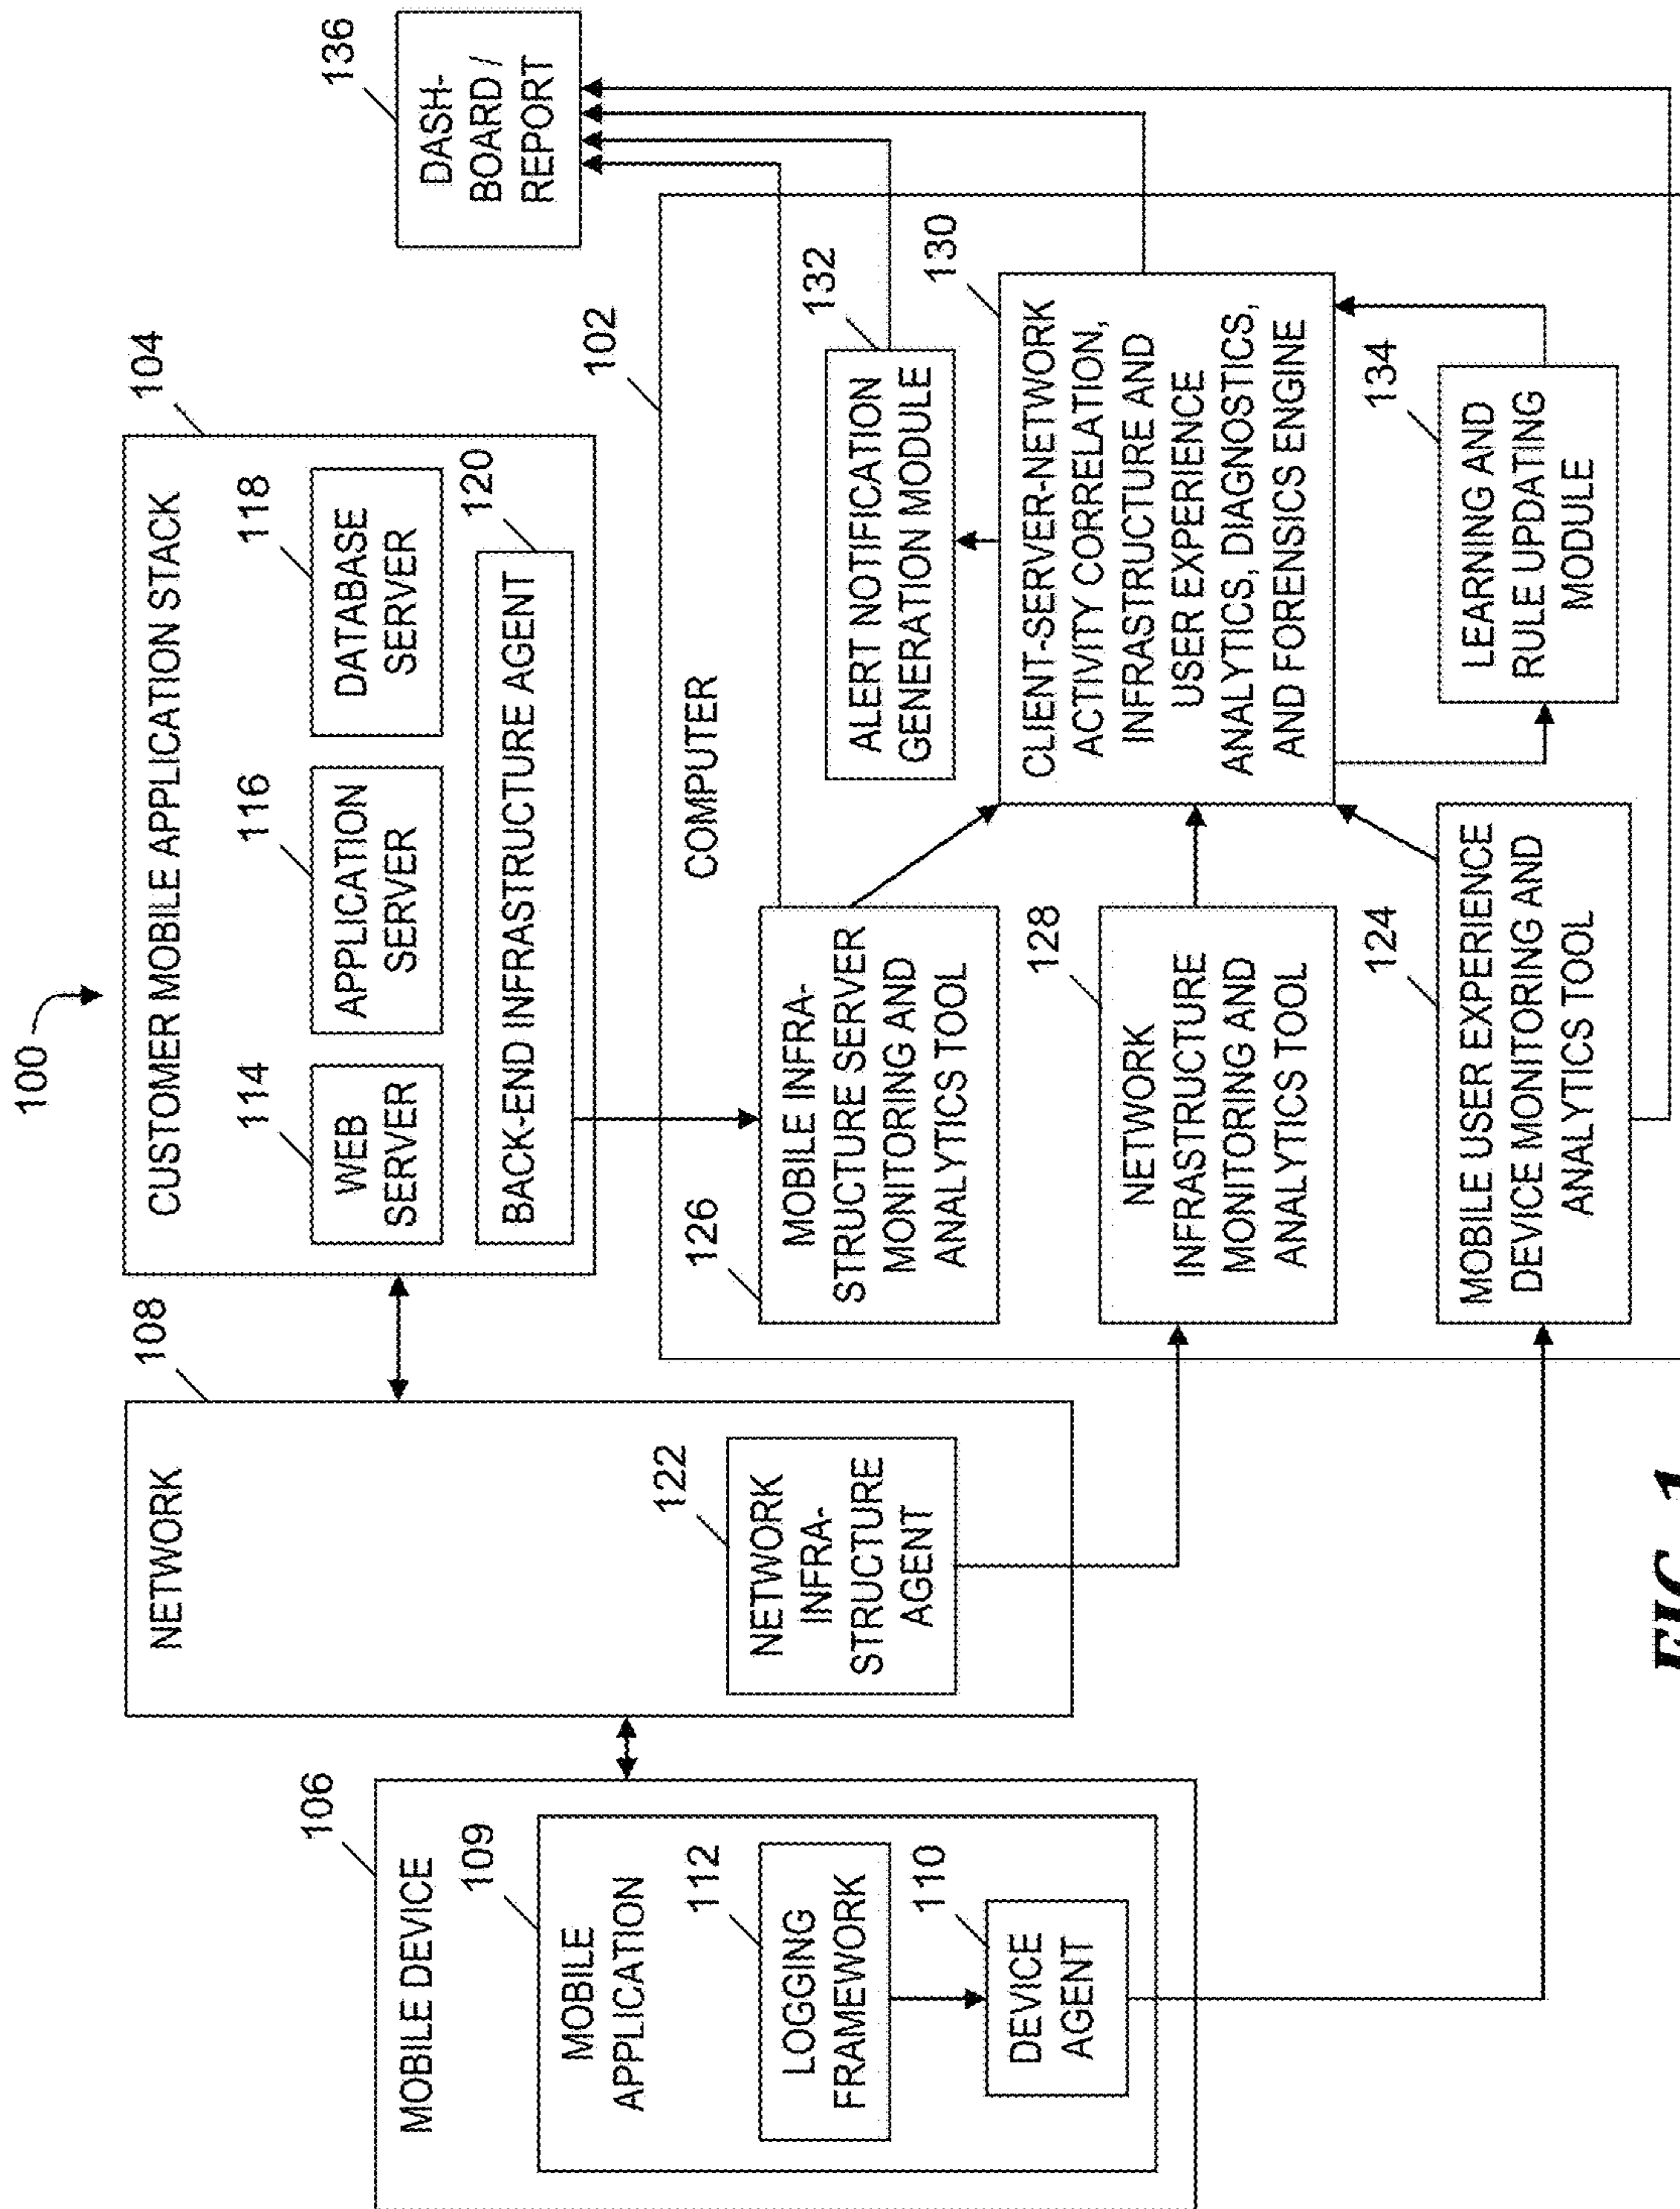 100
106
MOBILE DEVICE
109
MOBILE
APPLICATION
112
LOGGING
FRAMEWORK
110
DEVICE
AGENT
108
NETWORK
122
NETWORK
INFRA-
STRUCTURE
AGENT
104
CUSTOMER MOBILE APPLICATION STACK
114
WEB
SERVER
116
APPLICATION
SERVER
118
DATABASE
SERVER
120
BACK-END INFRASTRUCTURE AGENT
102
COMPUTER
126
MOBILE INFRA-
STRUCTURE SERVER
MONITORING AND
ANALYTICS TOOL
128
NETWORK
INFRASTRUCTURE
MONITORING AND
ANALYTICS TOOL
124
MOBILE USER EXPERIENCE
DEVICE MONITORING AND
ANALYTICS TOOL
132
ALERT NOTIFICATION
GENERATION MODULE
130
CLIENT-SERVER-NETWORK
ACTIVITY CORRELATION,
INFRASTRUCTURE AND
USER EXPERIENCE
ANALYTICS, DIAGNOSTICS,
AND FORENSICS ENGINE
134
LEARNING AND
RULE UPDATING
MODULE
136
DASH-
BOARD /
REPORT
FIG. 1